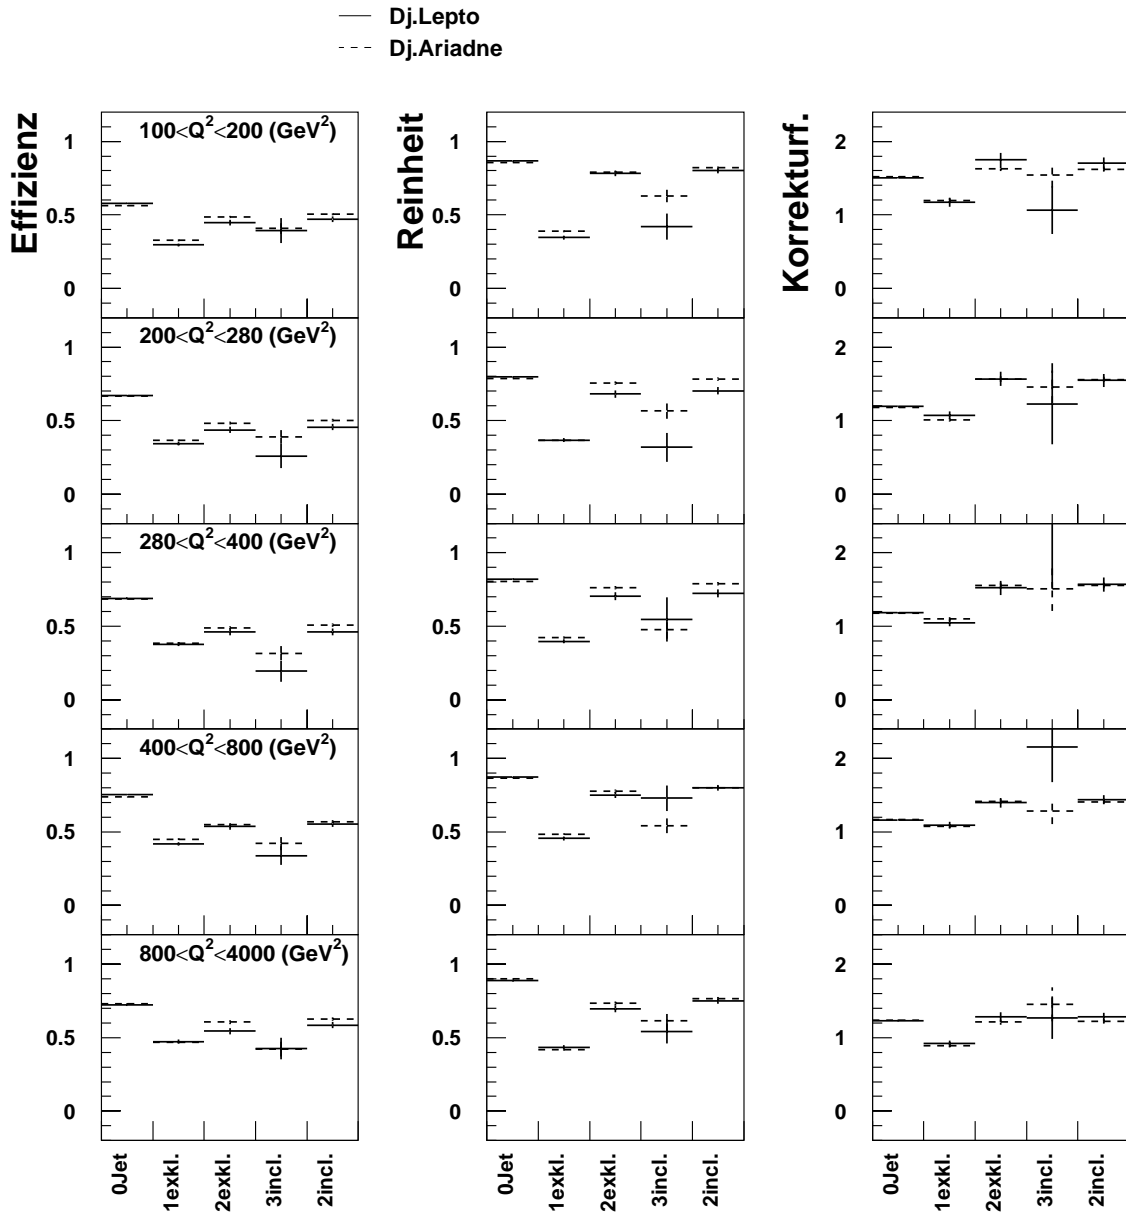 Dj.Lepto
Dj.Ariadne
Effizienz
Reinheit
Korrekturf.
100<Q²<200 (GeV²)
1
0.5
0
1
0.5
0
2
1
0
200<Q²<280 (GeV²)
1
0.5
0
1
0.5
0
2
1
0
280<Q²<400 (GeV²)
1
0.5
0
1
0.5
0
2
1
0
400<Q²<800 (GeV²)
1
0.5
0
1
0.5
0
2
1
0
800<Q²<4000 (GeV²)
1
0.5
0
1
0.5
0
2
1
0
0Jet
1exkl.
2exkl.
3incl.
2incl.
0Jet
1exkl.
2exkl.
3incl.
2incl.
0Jet
1exkl.
2exkl.
3incl.
2incl.